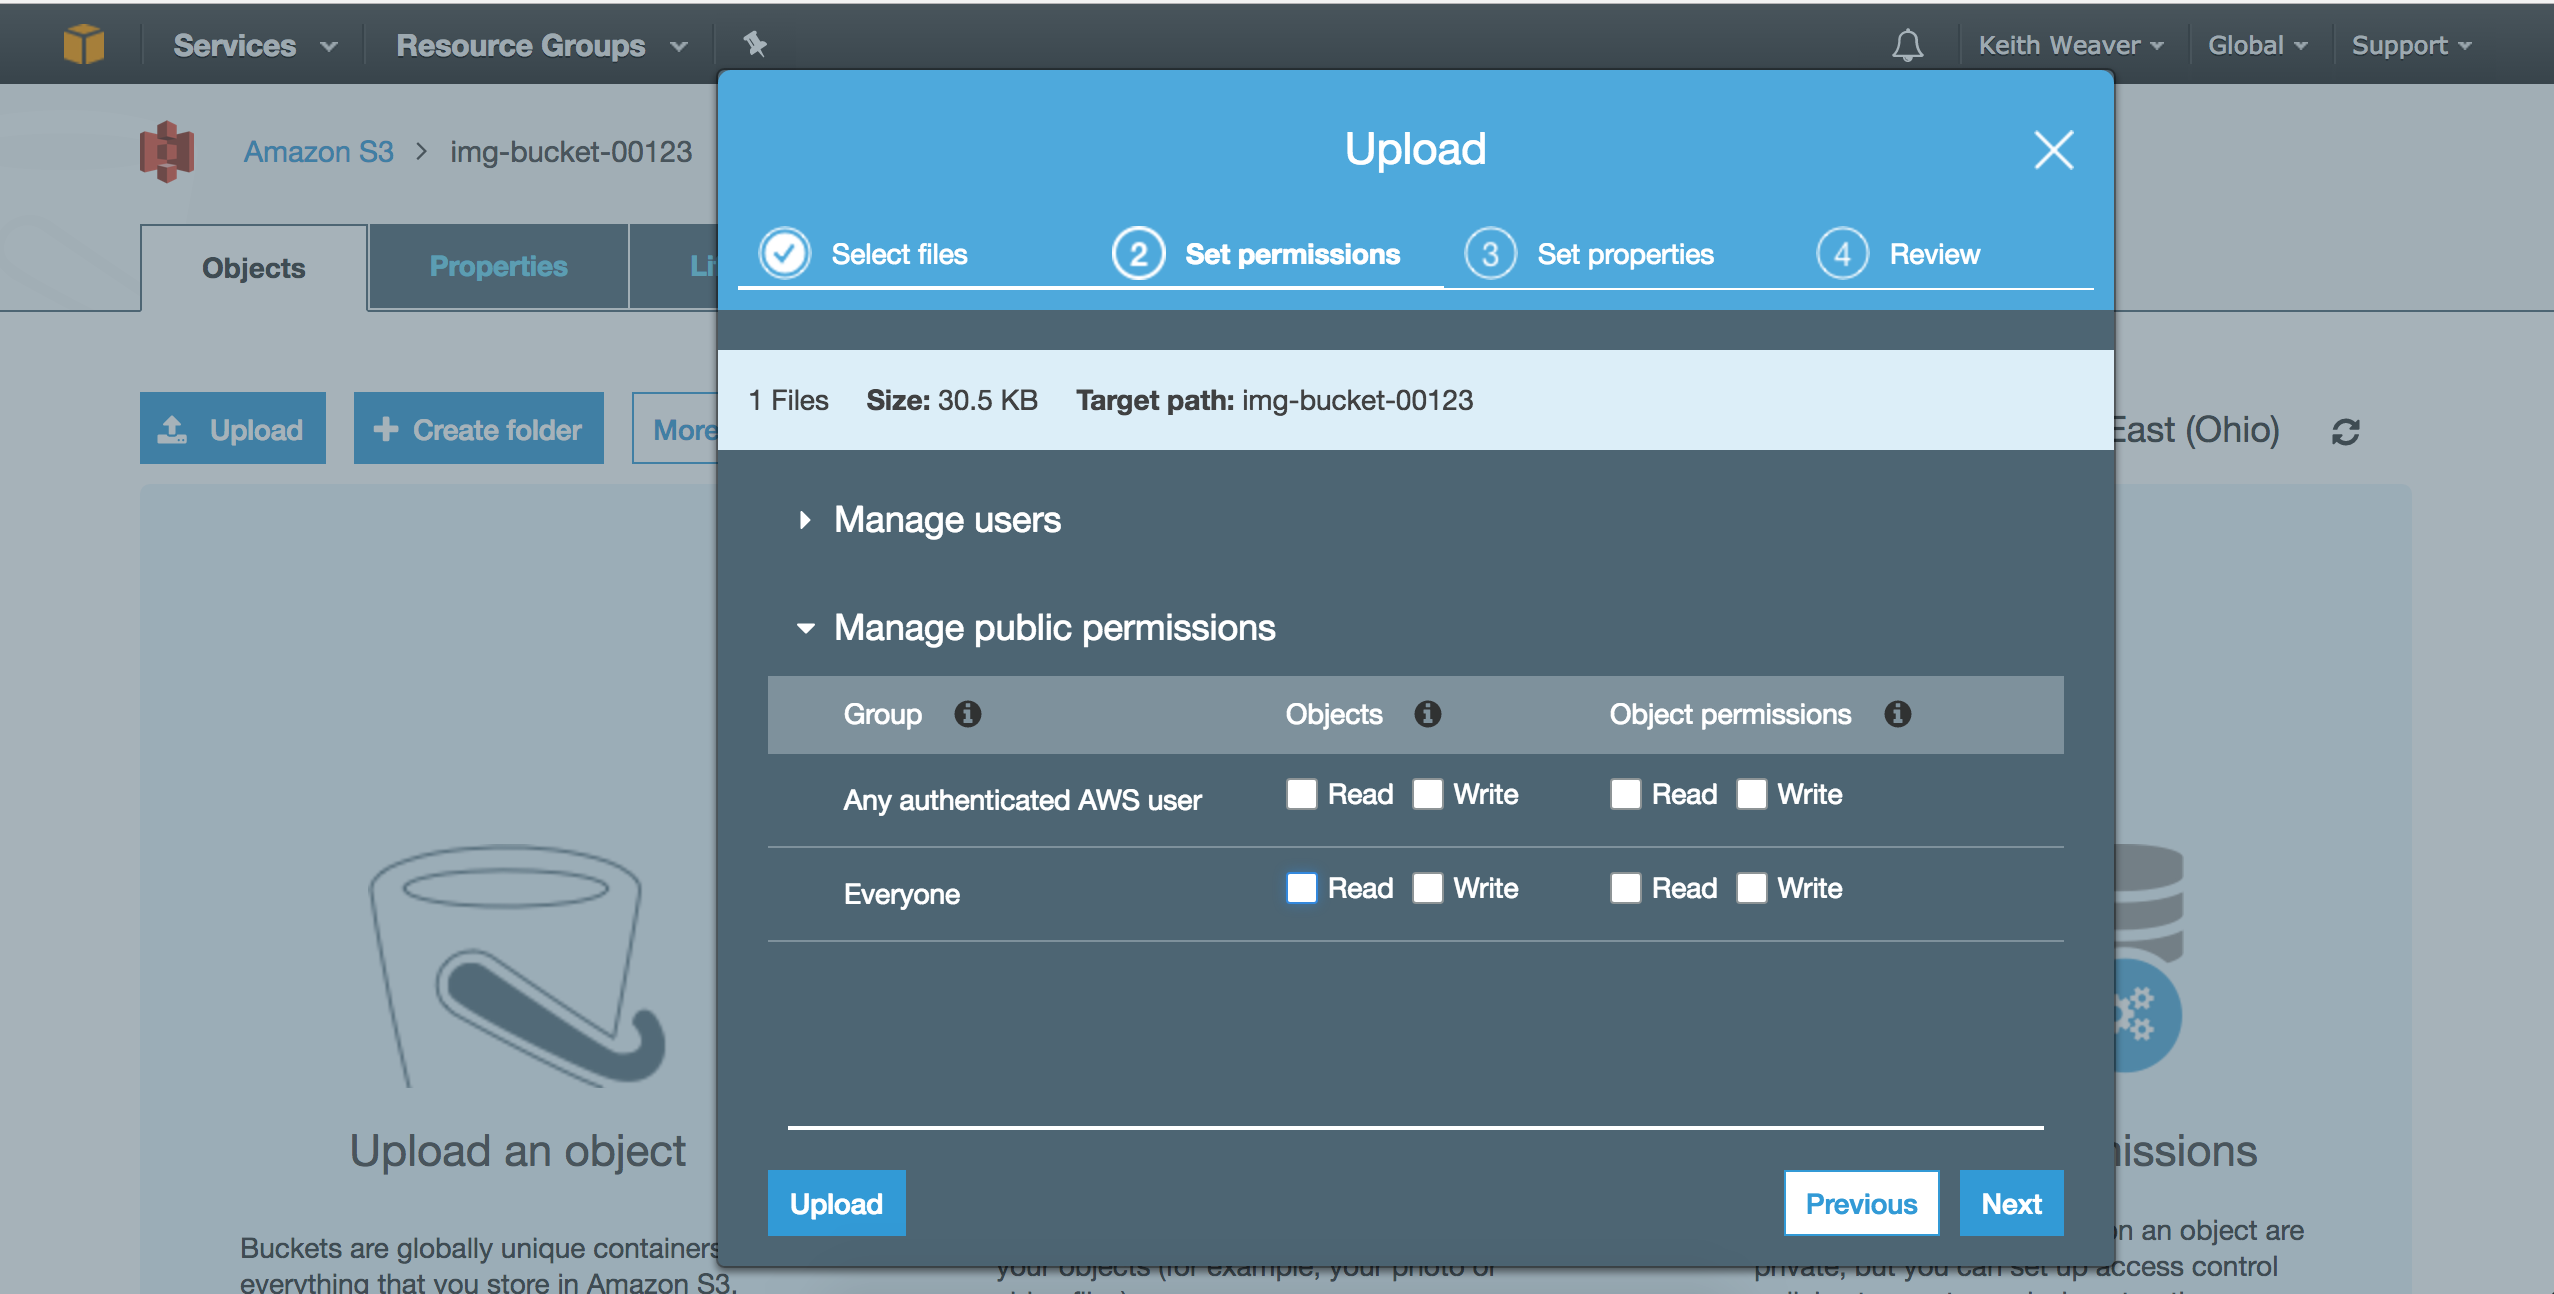 Services
Resource Groups
Keith Weaver
Global
Support
Amazon S3 > img-bucket-00123
Objects
Properties
Upload
Create folder
More
East (Ohio)
Upload
Select files
2 Set permissions
3 Set properties
4 Review
1 Files Size: 30.5 KB Target path: img-bucket-00123
Manage users
Manage public permissions
Group Objects Object permissions
Any authenticated AWS user Read Write Read Write
Everyone Read Write Read Write
Upload Previous Next
Upload an object
Buckets are globally unique containers
everything that you store in Amazon S3.
your objects (for example, your photo or
issions
on an object are
private, but you can set up access control